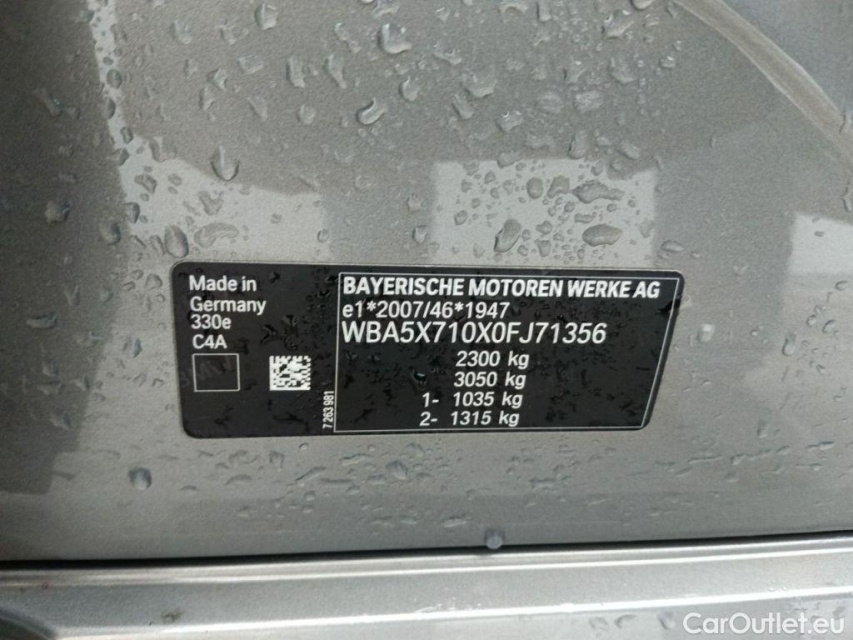 Made in
Germany
330e
C4A
7 263 981
BAYERISCHE MOTOREN WERKE AG
e1*2007/46*1947
WBA5X710X0FJ71356
2300 kg
3050 kg
1- 1035 kg
2- 1315 kg
CarOutlet.eu